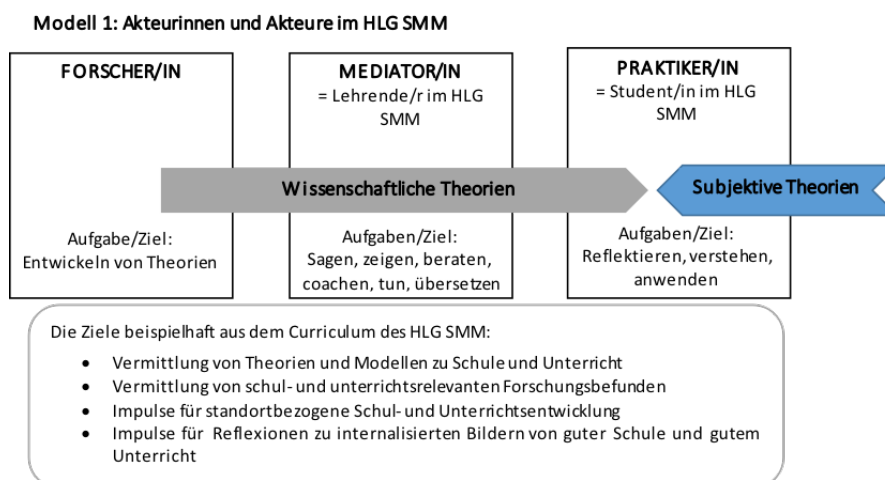 Modell 1: Akteurinnen und Akteure im HLG SMM
FORSCHER/IN
MEDIATOR/IN
= Lehrende/r im HLG
SMM
PRAKTIKER/IN
= Student/in im HLG
SMM
Wissenschaftliche Theorien
Subjektive Theorien
Aufgabe/Ziel:
Entwickeln von Theorien
Aufgaben/Ziel:
Sagen, zeigen, beraten,
coachen, tun, übersetzen
Aufgaben/Ziel:
Reflektieren, verstehen,
anwenden
Die Ziele beispielhaft aus dem Curriculum des HLG SMM:
• Vermittlung von Theorien und Modellen zu Schule und Unterricht
• Vermittlung von schul- und unterrichtsrelevanten Forschungsbefunden
• Impulse für standortbezogene Schul- und Unterrichtsentwicklung
• Impulse für Reflexionen zu internalisierten Bildern von guter Schule und gutem
Unterricht